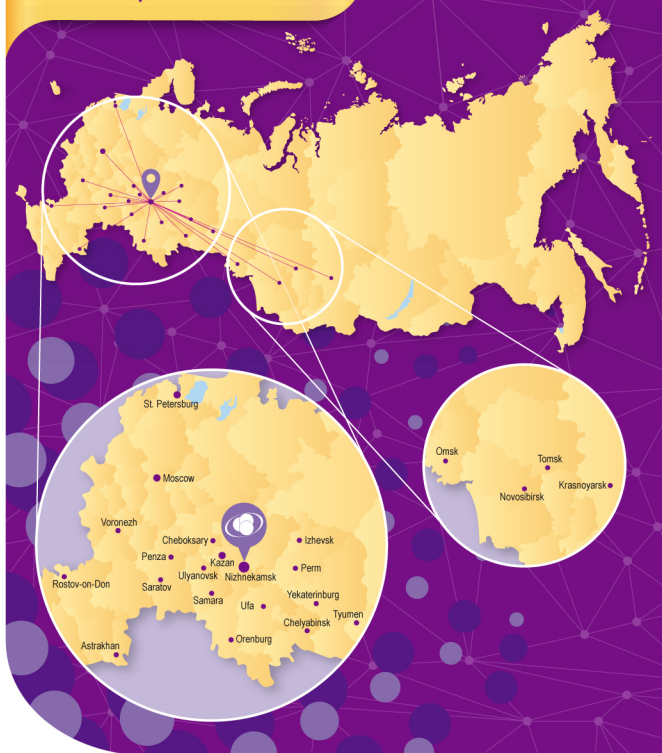 St. Petersburg
Moscow
Voronezh
Cheboksary
Izhevsk
Penza
Kazan
Ulyanovsk
Nizhnekamsk
Perm
Rostov-on-Don
Saratov
Samara
Yekaterinburg
Ufa
Tyumen
Chelyabinsk
Orenburg
Astrakhan
Omsk
Tomsk
Krasnoyarsk
Novosibirsk